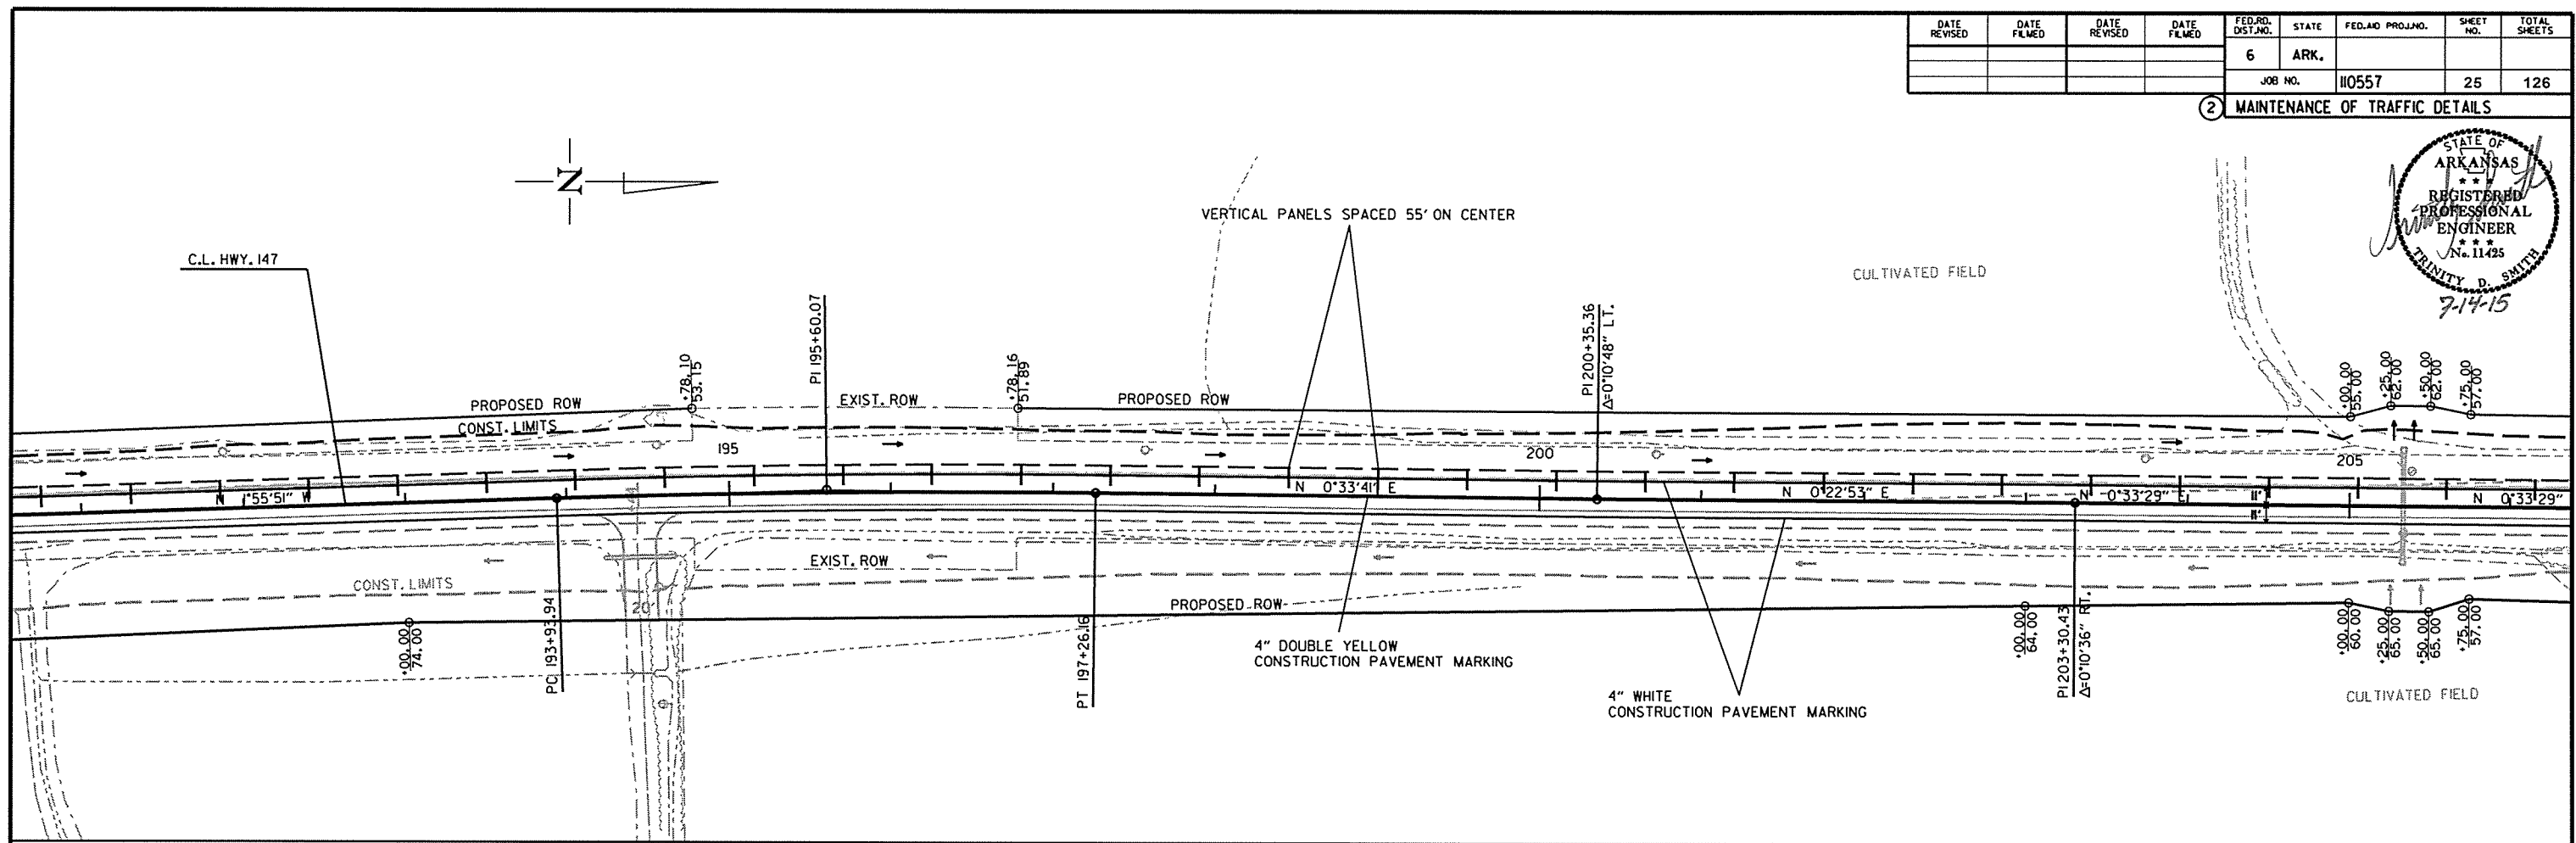 DATE REVISED
DATE FILMED
DATE REVISED
DATE FILMED
FED.RD. DIST.NO.
STATE
FED.AID PROJ.NO.
SHEET NO.
TOTAL SHEETS
6
ARK.
JOB NO.
110557
25
126
2
MAINTENANCE OF TRAFFIC DETAILS
STATE OF
ARKANSAS
REGISTERED
PROFESSIONAL
ENGINEER
No. 11425
TRINITY D. SMITH
7-14-15
N
VERTICAL PANELS SPACED 55' ON CENTER
C.L. HWY. 147
CULTIVATED FIELD
PI 195+60.07
PI 200+35.36
Δ=0°10'48" LT.
+78.10
53.15
+78.16
51.89
+00.00
55.00
+25.00
62.00
+50.00
62.00
+75.00
57.00
PROPOSED ROW
EXIST. ROW
PROPOSED ROW
CONST. LIMITS
195
200
205
N 1°55'51" W
N 0°33'41" E
N 0°22'53" E
N 0°33'29" E
11'
11'
N 0°33'29"
EXIST. ROW
CONST. LIMITS
20'
PROPOSED ROW
+00.00
74.00
PC 193+93.94
PT 197+26.16
4" DOUBLE YELLOW
CONSTRUCTION PAVEMENT MARKING
4" WHITE
CONSTRUCTION PAVEMENT MARKING
+00.00
64.00
PI 203+30.43
Δ=0°10'36" RT.
+00.00
60.00
+25.00
65.00
+50.00
65.00
+75.00
57.00
CULTIVATED FIELD